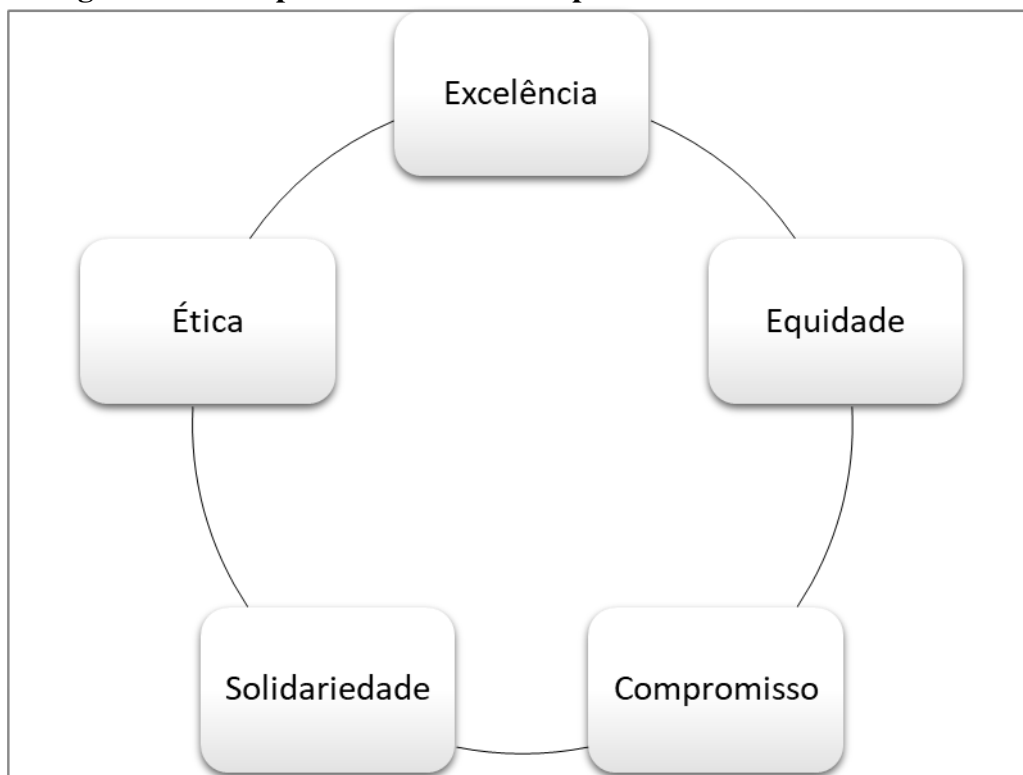 Excelência
Ética
Equidade
Solidariedade
Compromisso